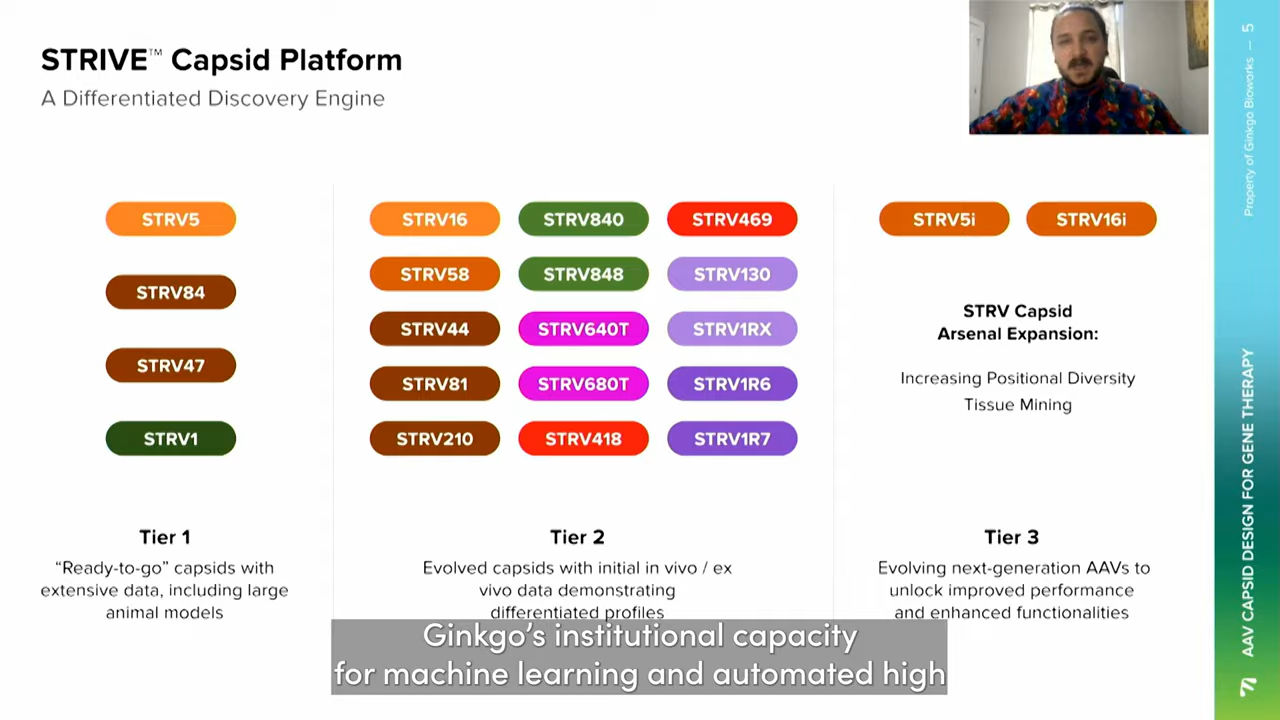 STRIVE™ Capsid Platform
A Differentiated Discovery Engine
STRV5
STRV84
STRV47
STRV1
Tier 1
“Ready-to-go” capsids with
extensive data, including large
animal models
STRV16
STRV840
STRV469
STRV58
STRV848
STRV130
STRV44
STRV640T
STRV1RX
STRV81
STRV680T
STRV1R6
STRV210
STRV418
STRV1R7
Tier 2
Evolved capsids with initial in vivo / ex
vivo data demonstrating
differentiated profiles
STRV5i
STRV16i
STRV Capsid
Arsenal Expansion:
Increasing Positional Diversity
Tissue Mining
Tier 3
Evolving next-generation AAVs to
unlock improved performance
and enhanced functionalities
Ginkgo’s institutional capacity
for machine learning and automated high
Property of Ginkgo Bioworks — 5
AAV CAPSID DESIGN FOR GENE THERAPY